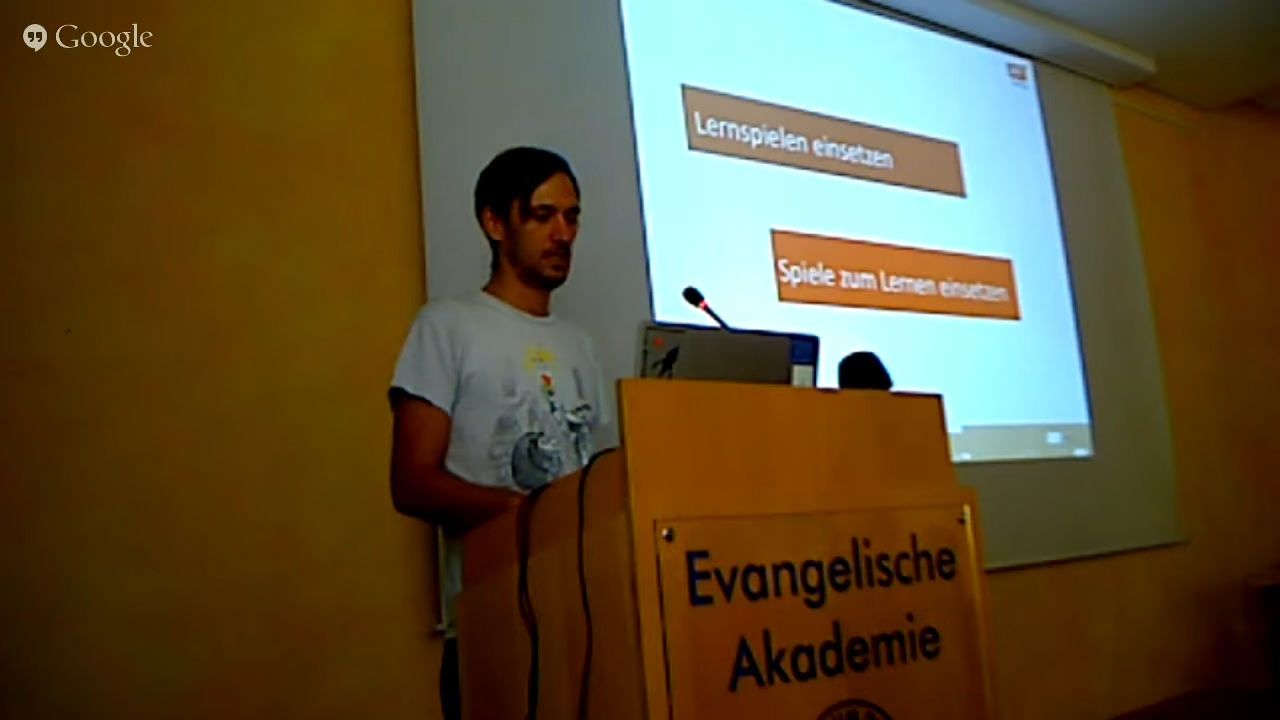 Google
Lernspielen einsetzen
Spiele zum Lernen einsetzen
Evangelische
Akademie